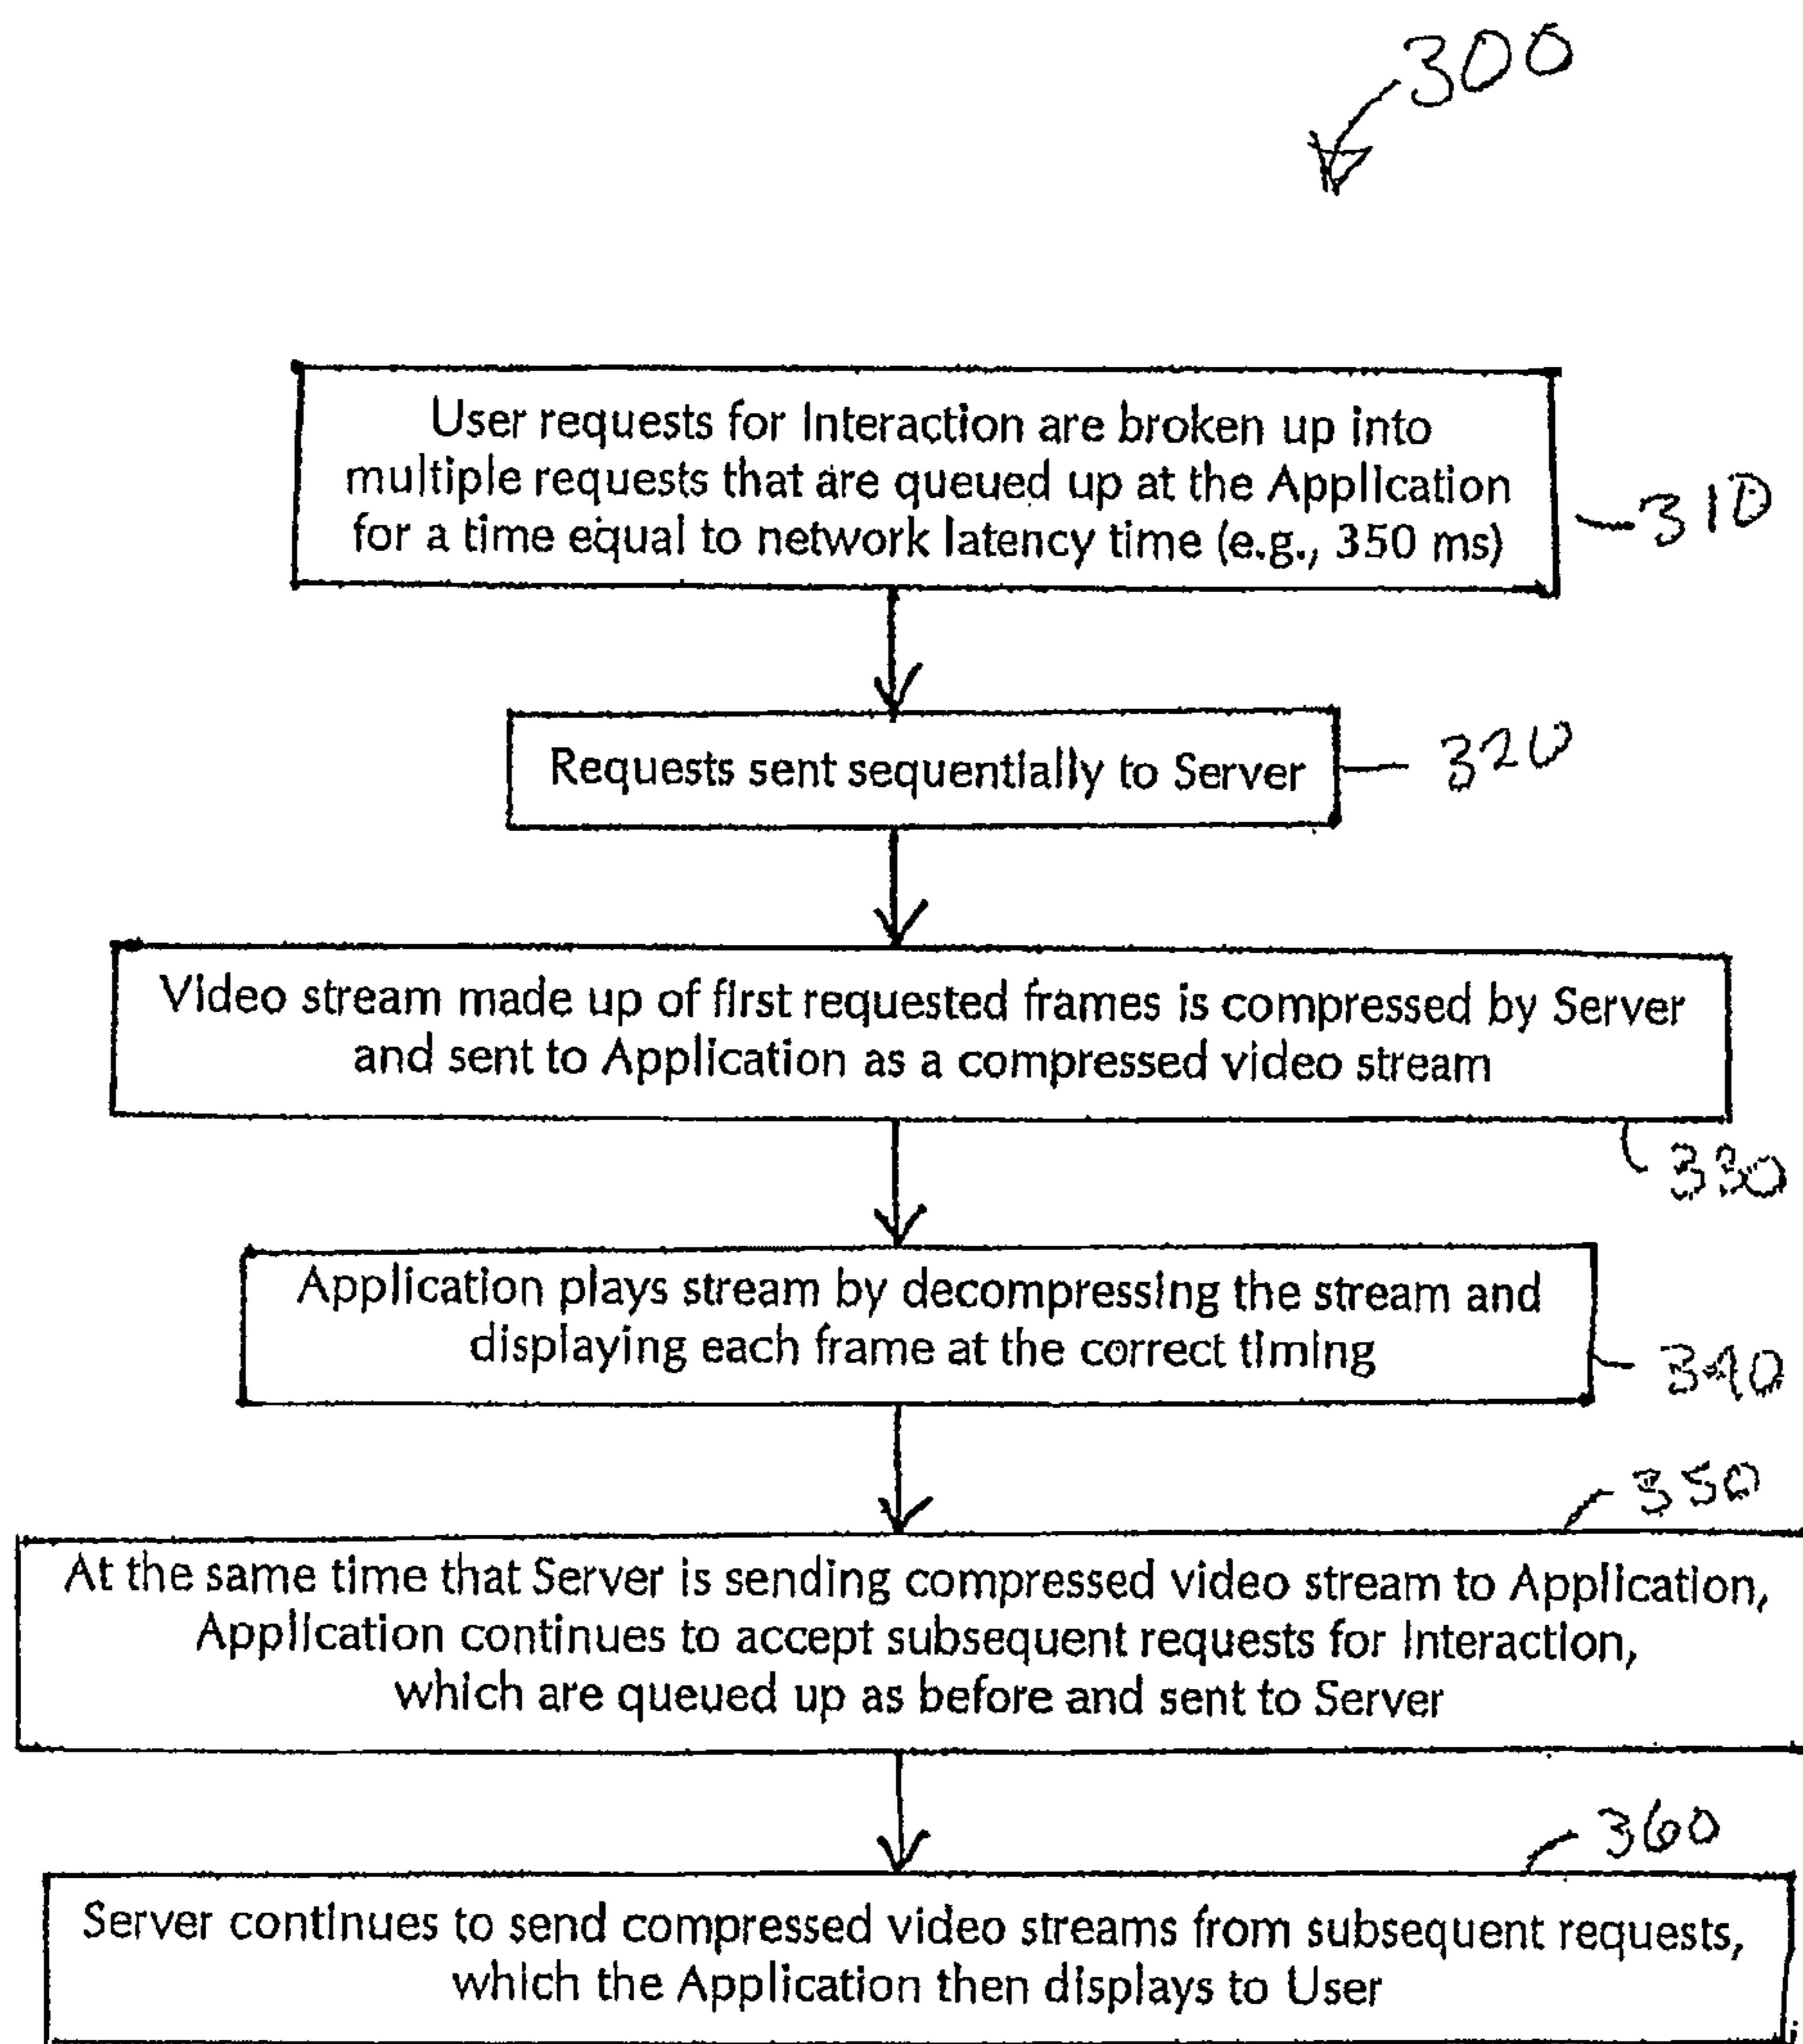 300
User requests for Interaction are broken up into
multiple requests that are queued up at the Application
for a time equal to network latency time (e.g., 350 ms)
310
Requests sent sequentially to Server
320
Video stream made up of first requested frames is compressed by Server
and sent to Application as a compressed video stream
330
Application plays stream by decompressing the stream and
displaying each frame at the correct timing
340
350
At the same time that Server is sending compressed video stream to Application,
Application continues to accept subsequent requests for Interaction,
which are queued up as before and sent to Server
360
Server continues to send compressed video streams from subsequent requests,
which the Application then displays to User